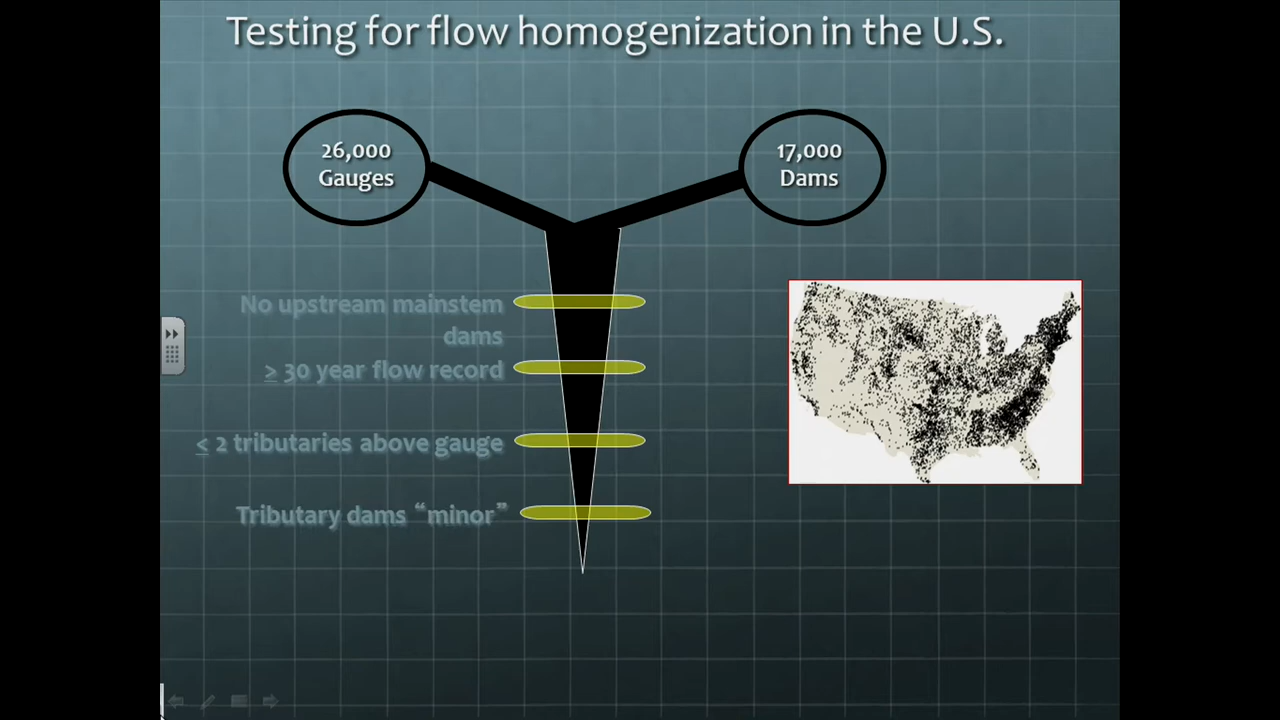 Testing for flow homogenization in the U.S.
26,000
Gauges
17,000
Dams
No upstream mainstem
dams
≥ 30 year flow record
≤ 2 tributaries above gauge
Tributary dams “minor”